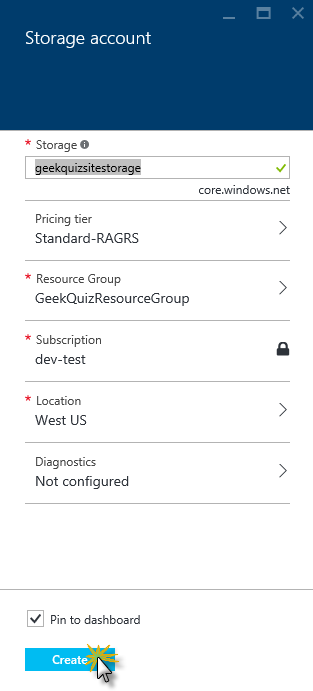 Storage account
* Storage
geekquizsitestorage
core.windows.net
Pricing tier
Standard-RAGRS
* Resource Group
GeekQuizResourceGroup
* Subscription
dev-test
* Location
West US
Diagnostics
Not configured
Pin to dashboard
Create